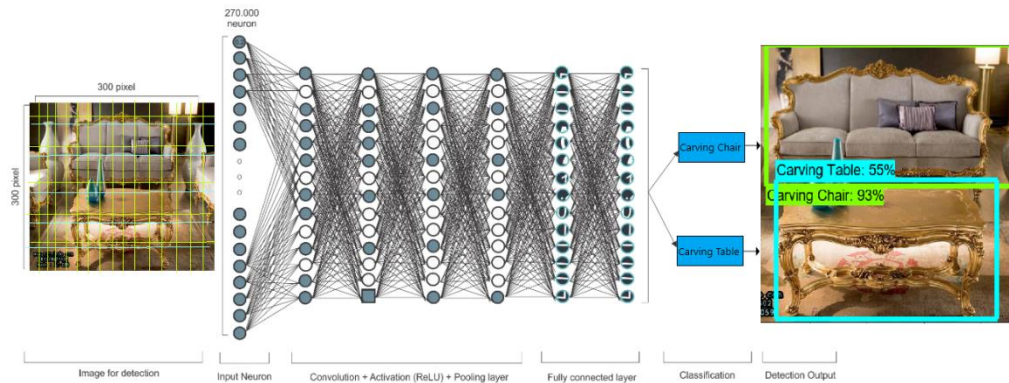 270.000
neuron
300 pixel
300 pixel
Carving Chair
Carving Table
Carving Table: 55%
Carving Chair: 93%
Image for detection
Input Neuron
Convolution + Activation (ReLU) + Pooling layer
Fully connected layer
Classification
Detection Output